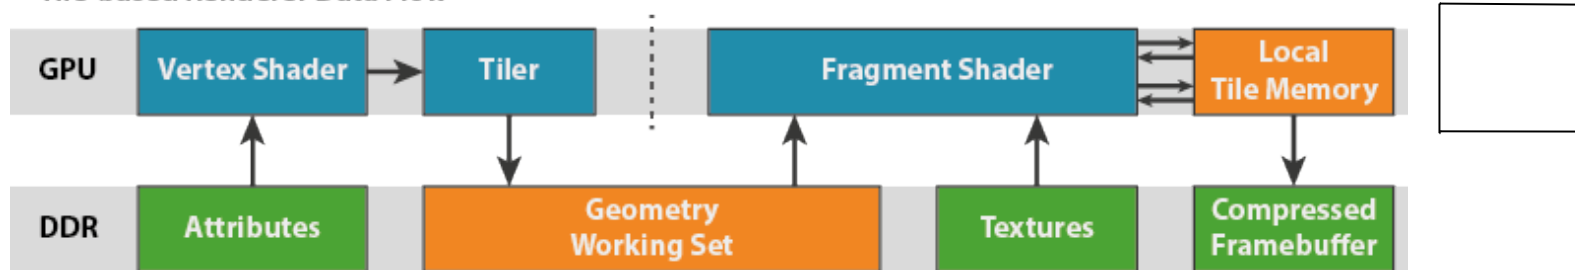 GPU
Vertex Shader
Tiler
Fragment Shader
Local
Tile Memory
DDR
Attributes
Geometry
Working Set
Textures
Compressed
Framebuffer